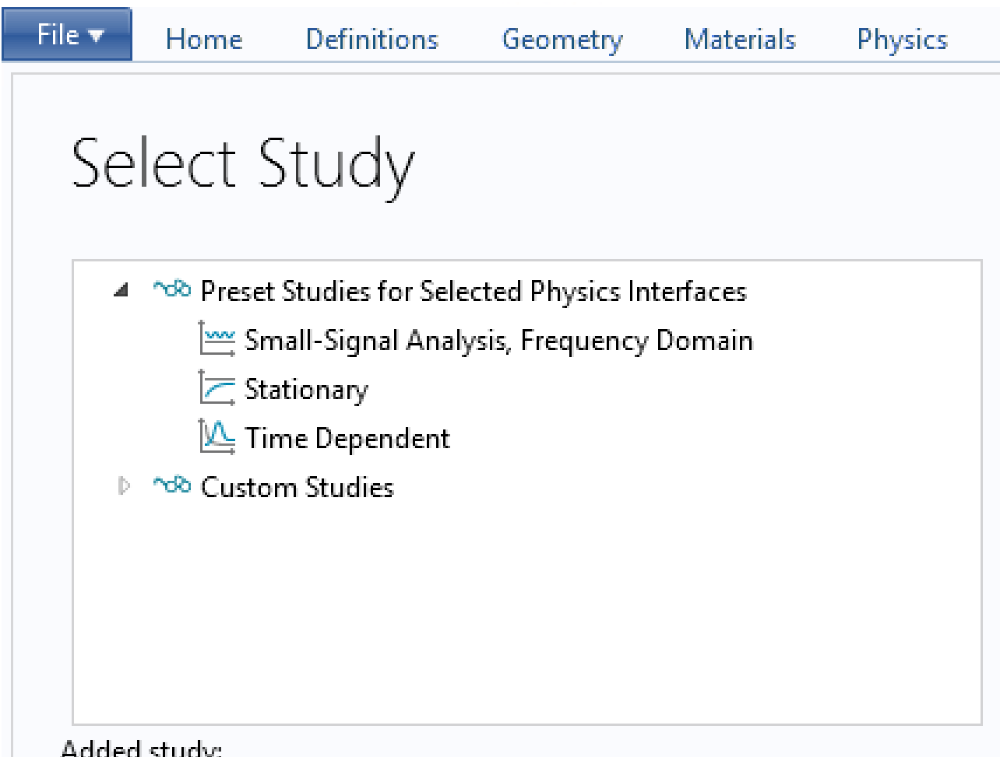 File Home Definitions Geometry Materials Physics
Select Study
Preset Studies for Selected Physics Interfaces
Small-Signal Analysis, Frequency Domain
Stationary
Time Dependent
Custom Studies
Added study: